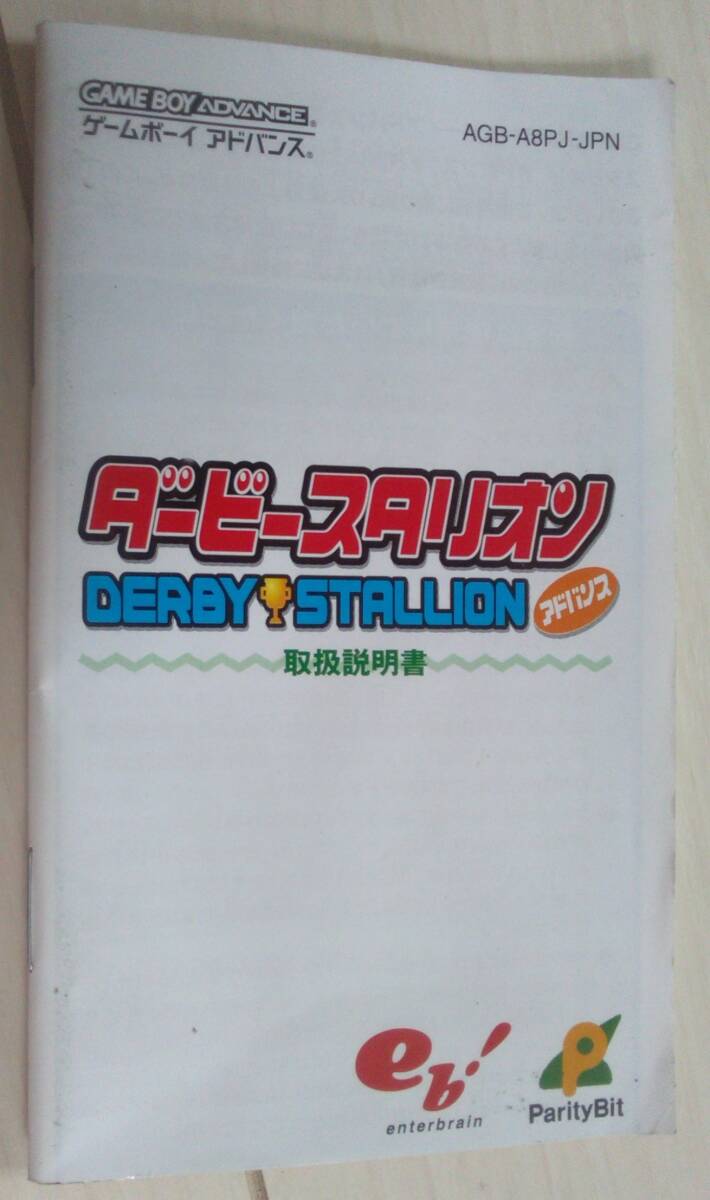 GAME BOY ADVANCE®
ゲームボーイ アドバンス®
AGB-A8PJ-JPN
ダービースタリオン
DERBY STALLION アドバンス
取扱説明書
eb!
enterbrain
P
ParityBit